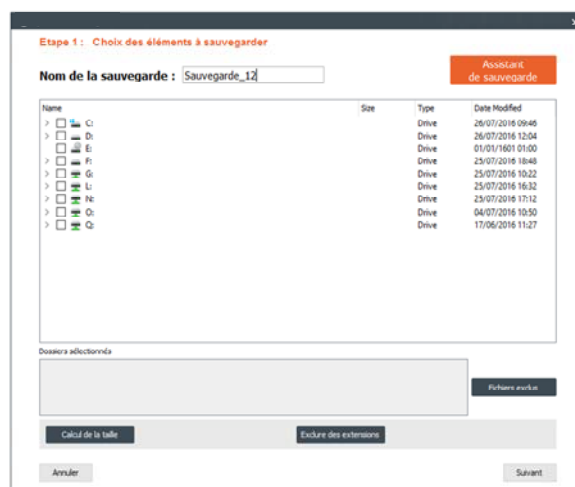 Etape 1 : Choix des éléments à sauvegarder
Nom de la sauvegarde : Sauvegarde_12
Assistant
de sauvegarde
Name Size Type Date Modified
C: Drive 26/07/2016 09:46
D: Drive 26/07/2016 12:04
E: Drive 01/01/1601 01:00
F: Drive 25/07/2016 18:48
G: Drive 25/07/2016 10:22
L: Drive 25/07/2016 16:32
N: Drive 25/07/2016 17:12
O: Drive 04/07/2016 10:50
Q: Drive 17/06/2016 11:27
Dossiers sélectionnés
Fichiers exclus
Calcul de la taille Exclure des extensions
Annuler Suivant